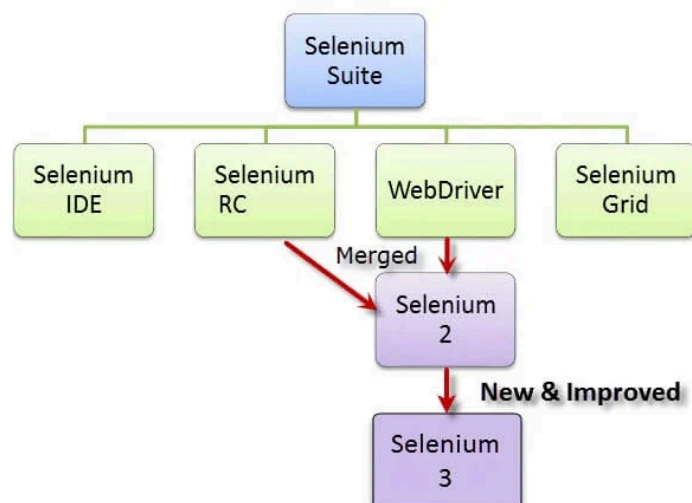 Selenium
Suite
Selenium
IDE
Selenium
RC
WebDriver
Selenium
Grid
Merged
Selenium
2
New & Improved
Selenium
3